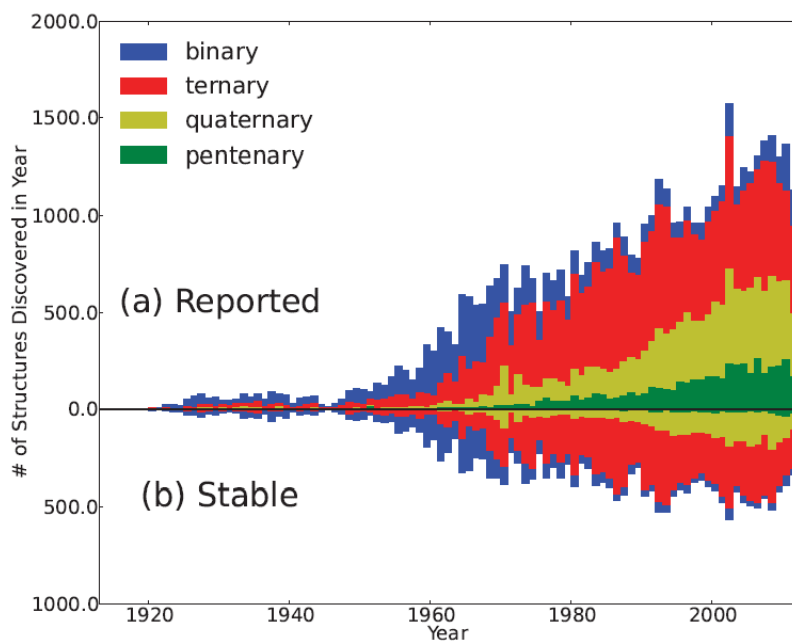 2000.0
1500.0
1000.0
500.0
0.0
500.0
1000.0
# of Structures Discovered in Year
binary
ternary
quaternary
pentenary
(a) Reported
(b) Stable
1920
1940
1960
1980
2000
Year